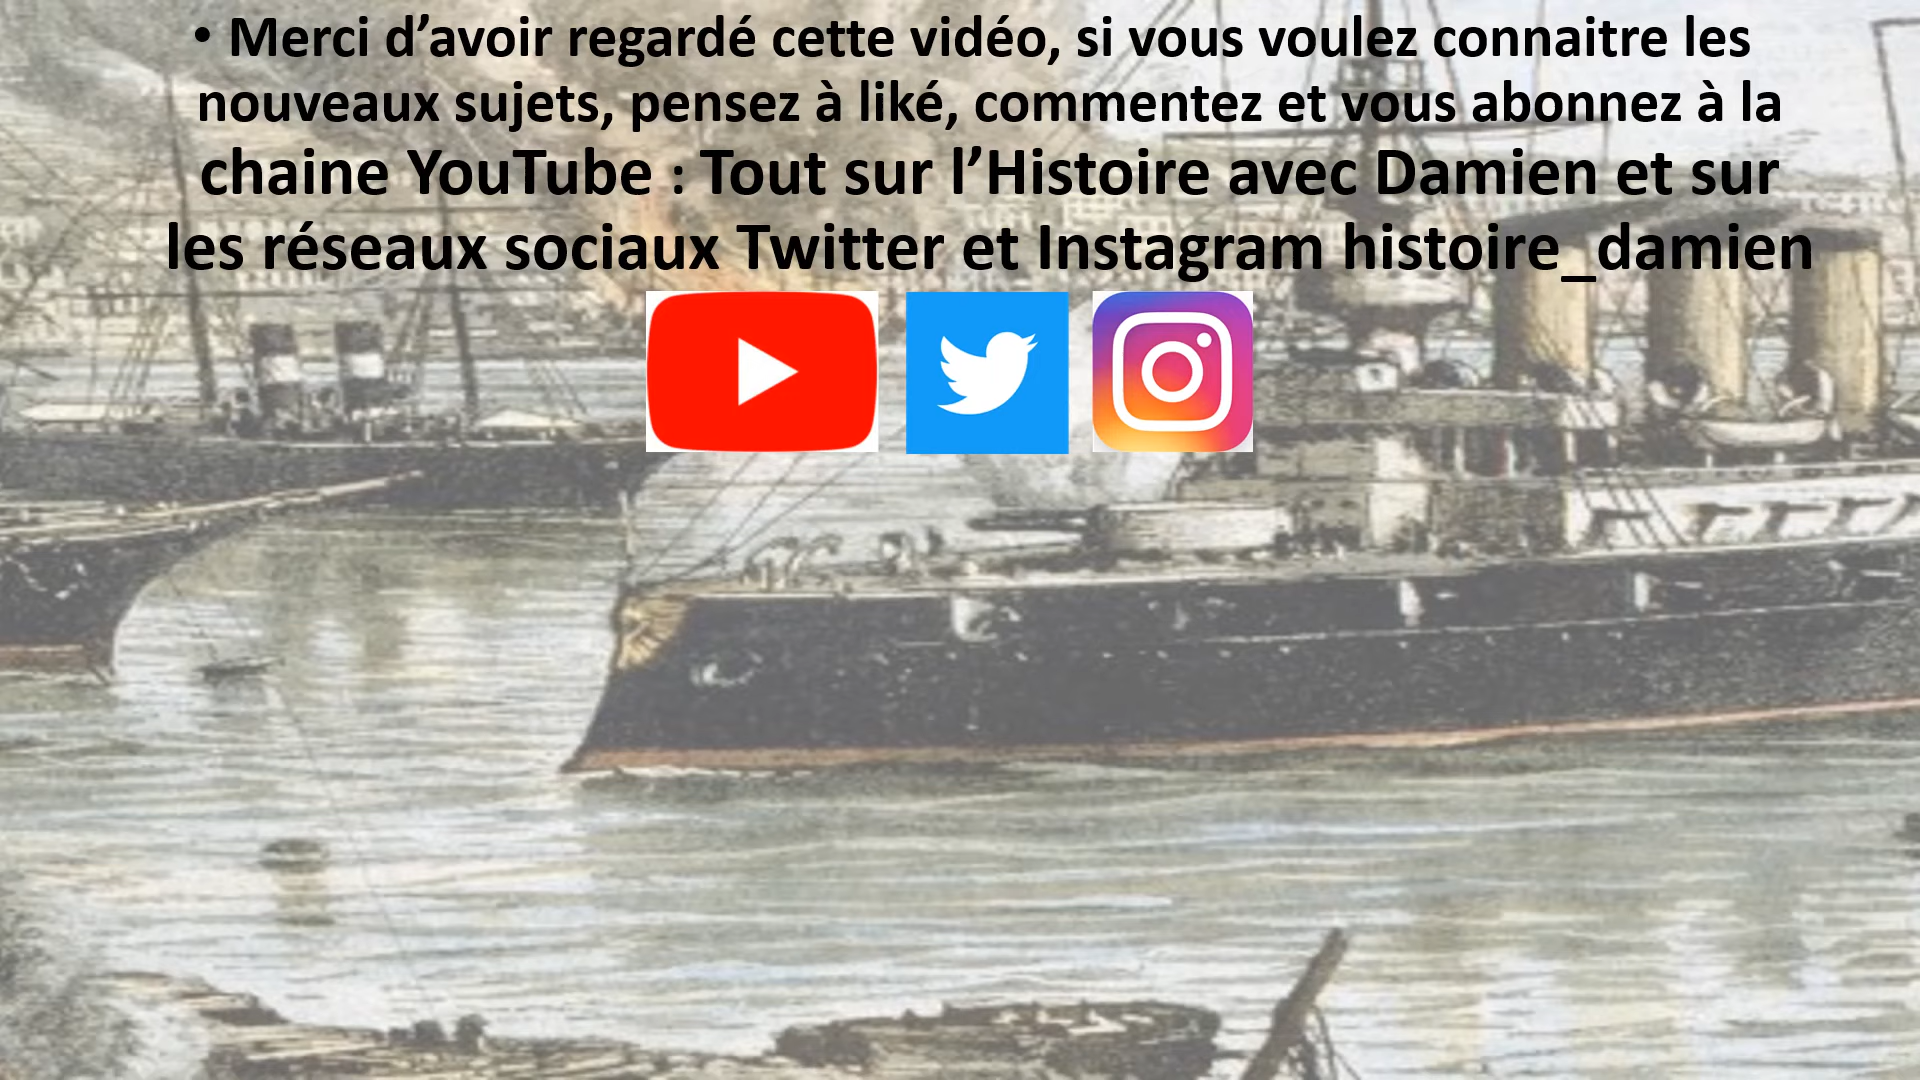 • Merci d’avoir regardé cette vidéo, si vous voulez connaitre les
nouveaux sujets, pensez à liké, commentez et vous abonnez à la
chaine YouTube : Tout sur l’Histoire avec Damien et sur
les réseaux sociaux Twitter et Instagram histoire_damien